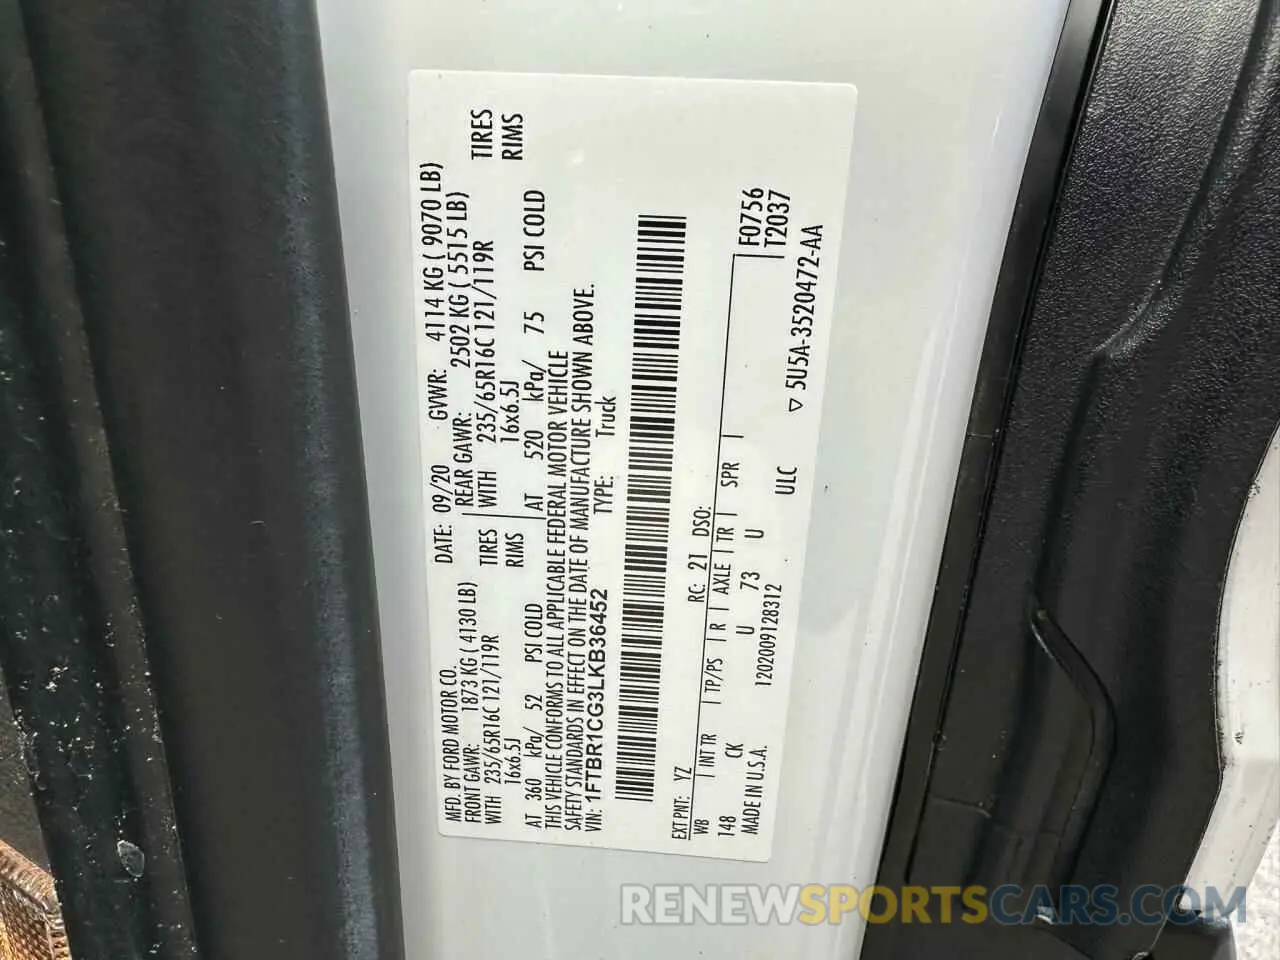 MFD. BY FORD MOTOR CO.
DATE: 09/20 GVWR: 4114 KG ( 9070 LB)
FRONT GAWR: 1873 KG ( 4130 LB) REAR GAWR: 2502 KG ( 5515 LB)
WITH 235/65R16C 121/119R TIRES WITH 235/65R16C 121/119R TIRES
16x6.5J RIMS 16x6.5J RIMS
AT 360 kPa/ 52 PSI COLD AT 520 kPa/ 75 PSI COLD
THIS VEHICLE CONFORMS TO ALL APPLICABLE FEDERAL MOTOR VEHICLE
SAFETY STANDARDS IN EFFECT ON THE DATE OF MANUFACTURE SHOWN ABOVE.
VIN: 1FTBR1CG3LKB36452 TYPE: Truck
EXT PNT: YZ RC: 21 DSO: F0756
WB INT TR TP/PS R AXLE TR SPR T2037
148 CK U 73 U
MADE IN U.S.A. 1202009128312 ULC ▽ 5U5A-3520472-AA
RENEWSPORTSCARS.COM